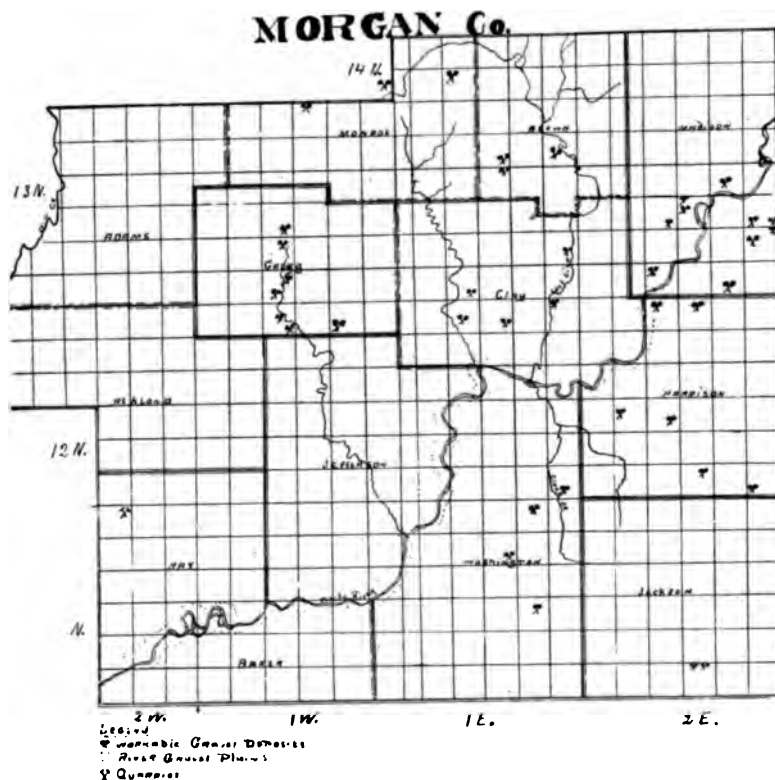 MORGAN Co.
14 N.
MONROE
BROWN
MADISON
13 N.
ADAMS
GREGG
CLAY
ASHLAND
HARRISON
12 N.
JEFFERSON
RAY
WASHINGTON
JACKSON
N.
BAKER
2 W.
1 W.
1 E.
2 E.
Legend
Workable Gravel Deposits
River Gravel Plains
Quarries